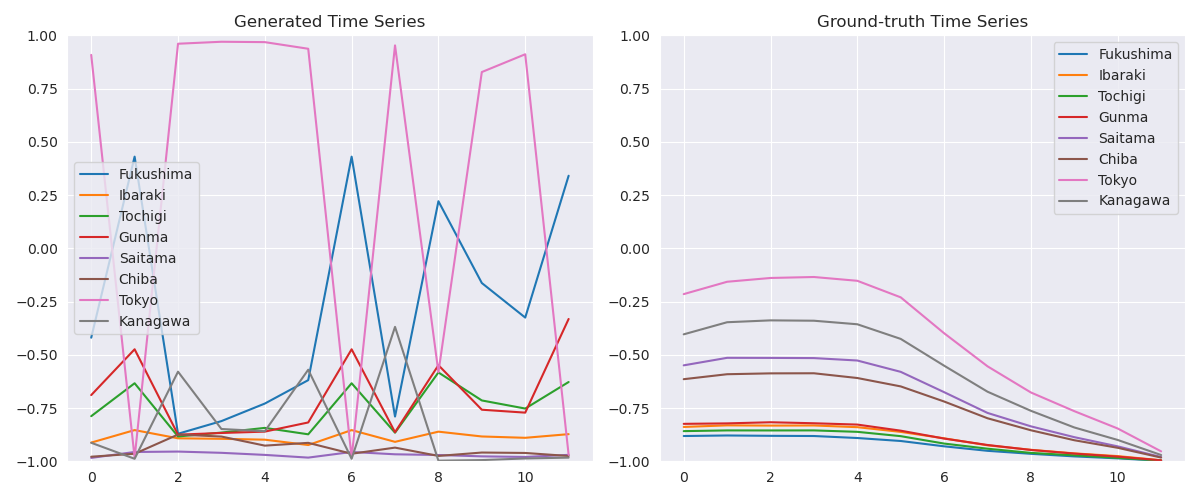 Generated Time Series
1.00
0.75
0.50
0.25
0.00
−0.25
−0.50
−0.75
−1.00
0 2 4 6 8 10
Fukushima
Ibaraki
Tochigi
Gunma
Saitama
Chiba
Tokyo
Kanagawa
Ground-truth Time Series
1.00
0.75
0.50
0.25
0.00
−0.25
−0.50
−0.75
−1.00
0 2 4 6 8 10
Fukushima
Ibaraki
Tochigi
Gunma
Saitama
Chiba
Tokyo
Kanagawa